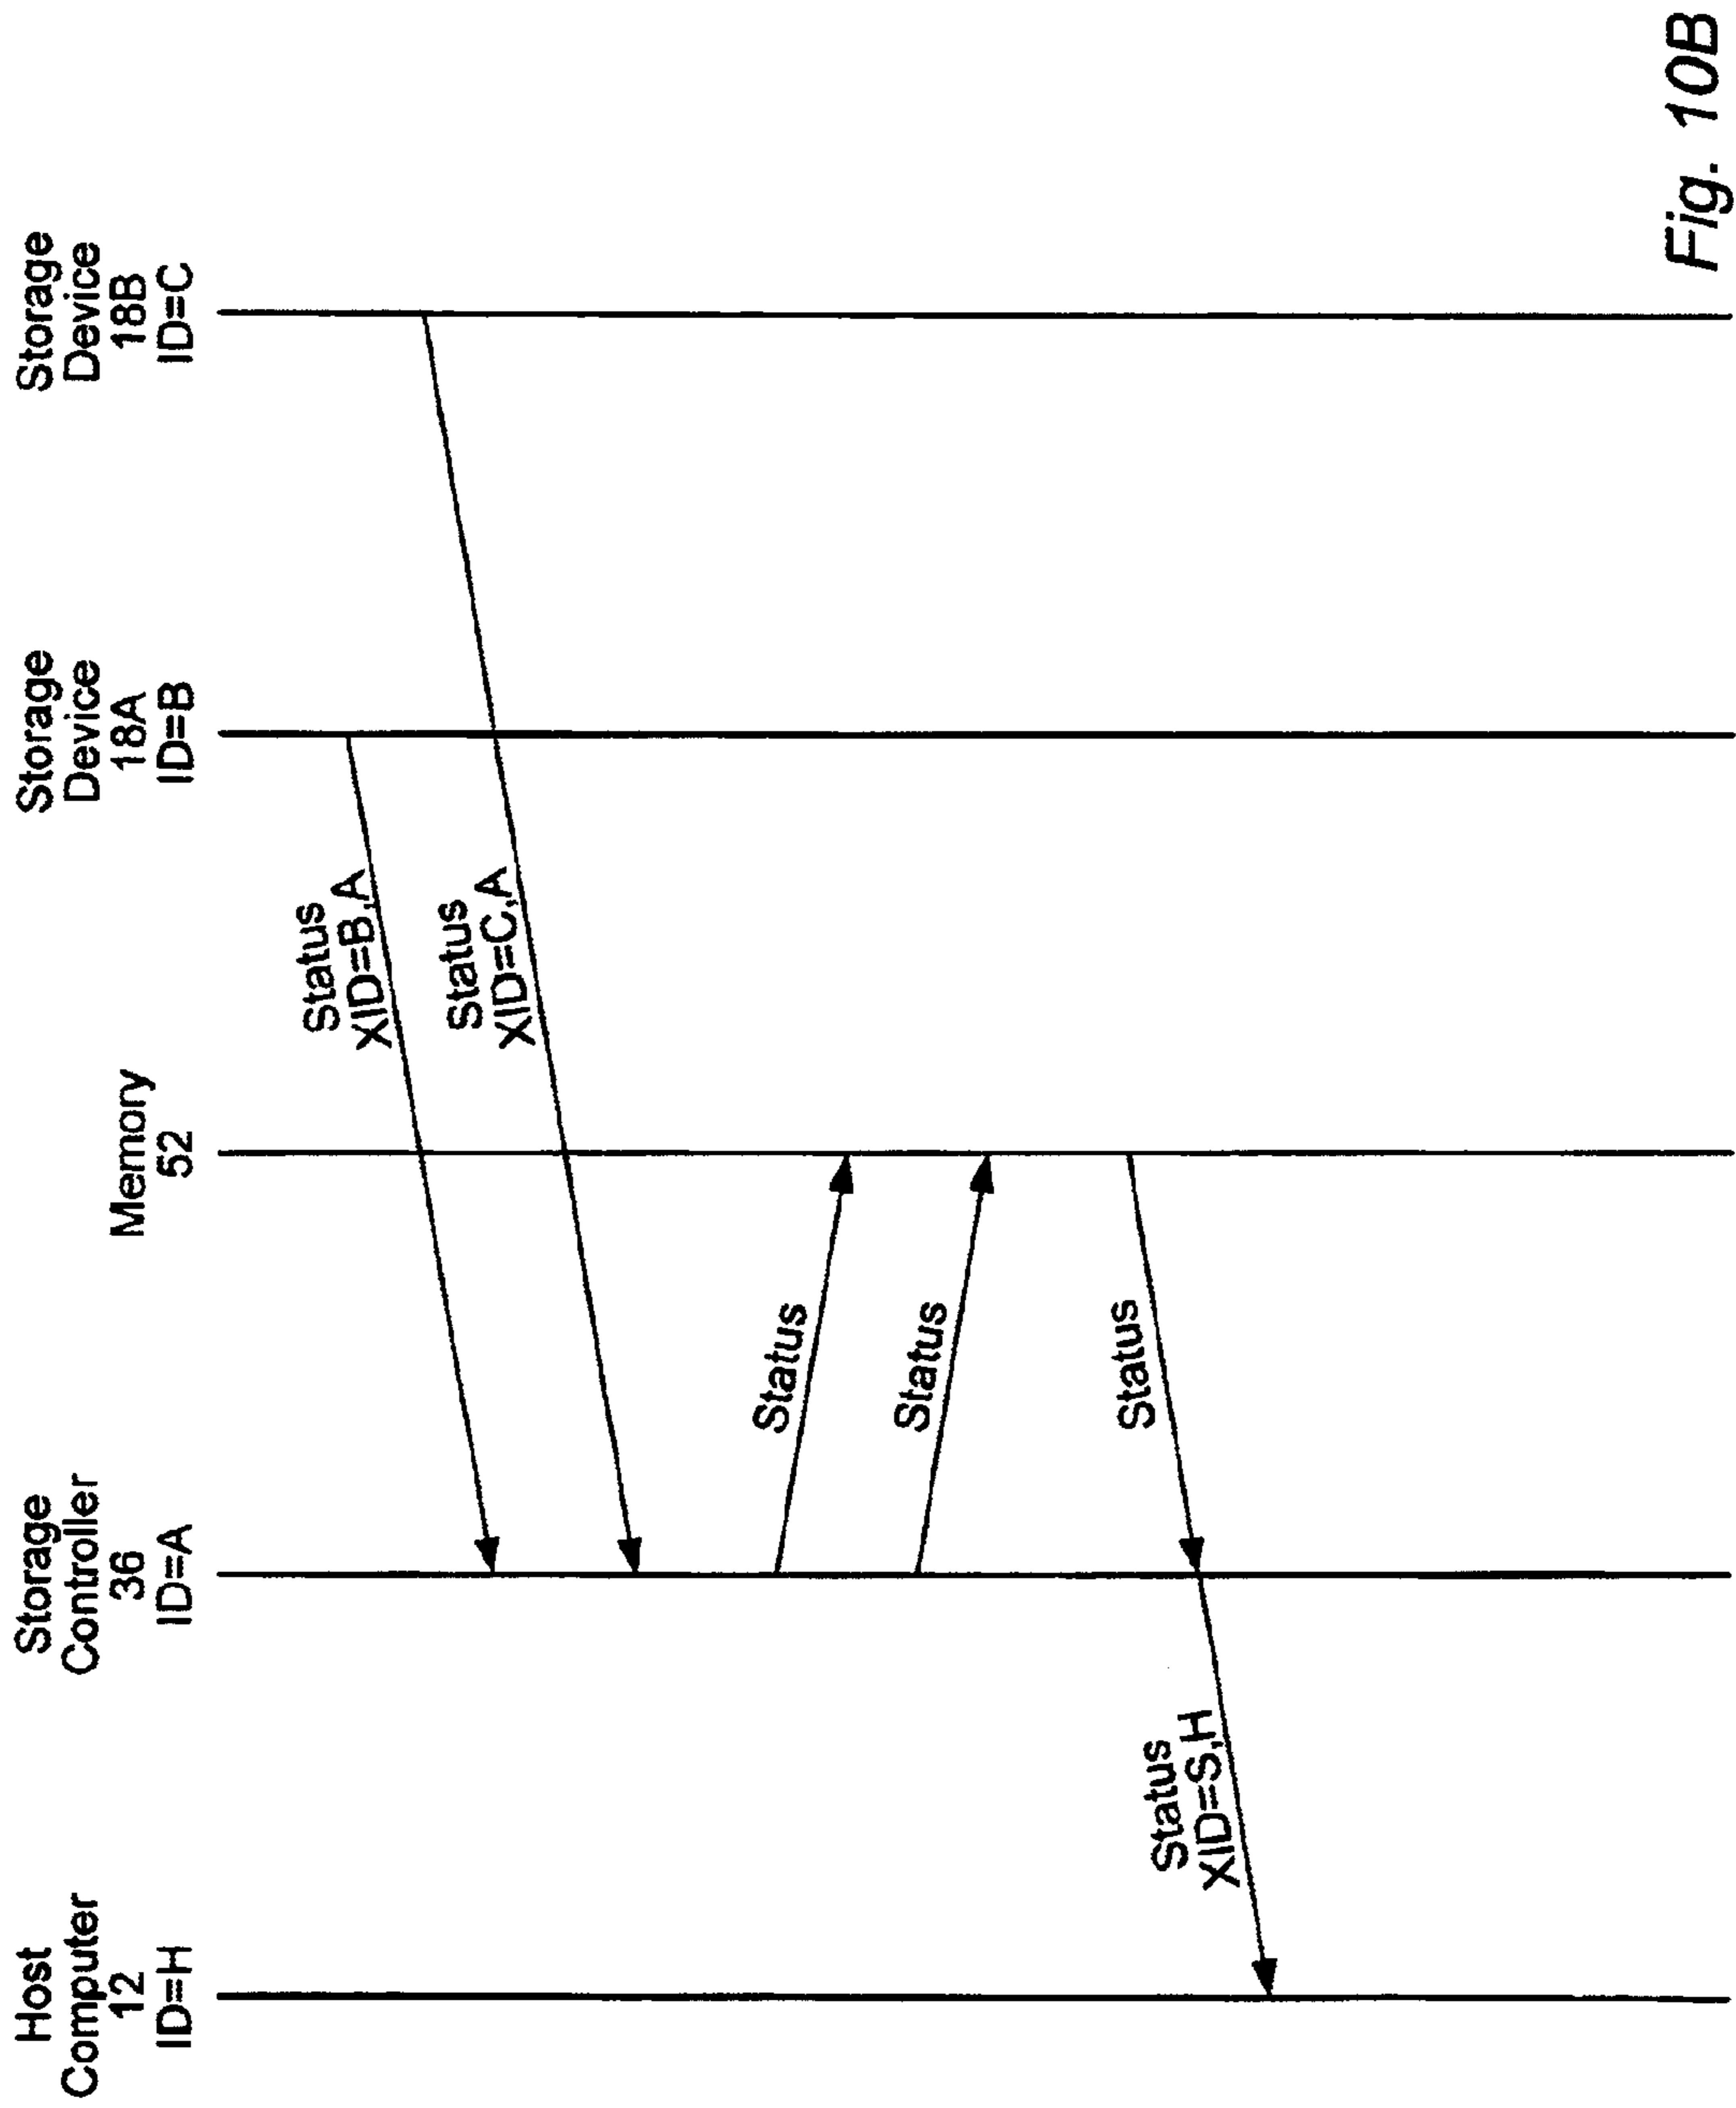 Host
Computer
12
ID=H
Storage
Controller
36
ID=A
Memory
52
Storage
Device
18A
ID=B
Storage
Device
18B
ID=C
Status
XID=B,A
Status
XID=C,A
Status
Status
Status
Status
XID=S,H
Fig. 10B